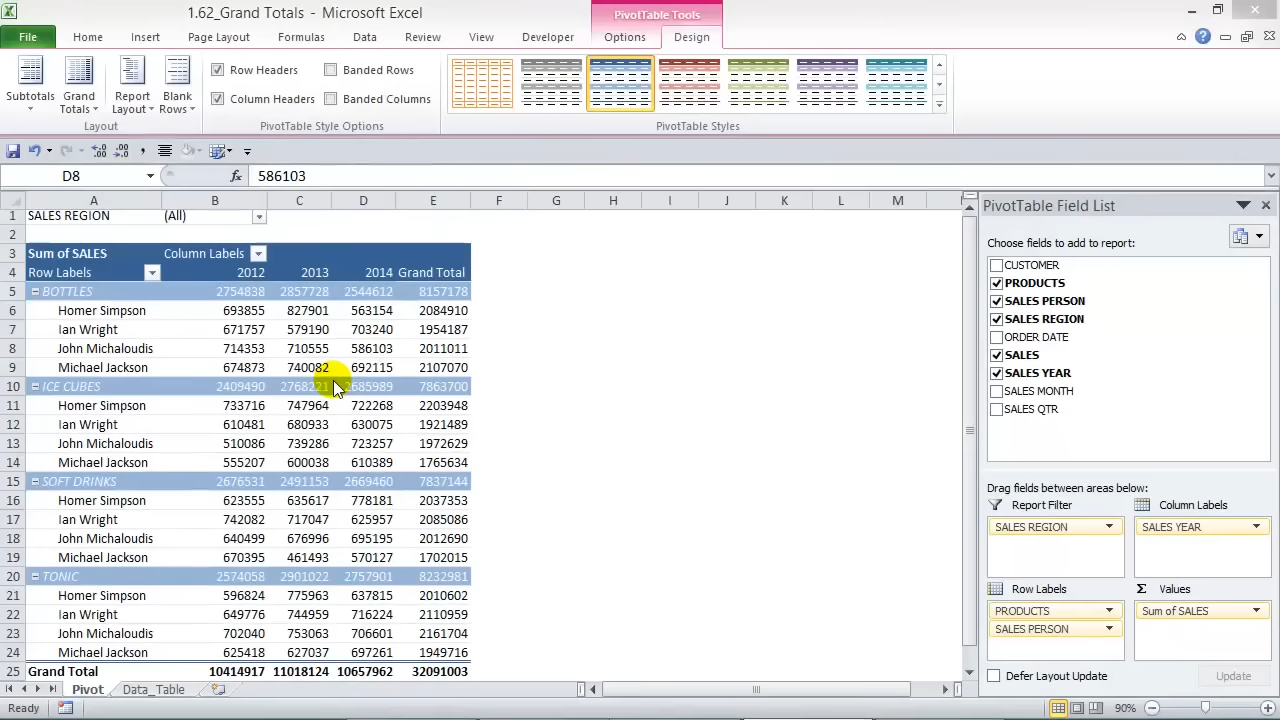 1.62_Grand Totals - Microsoft Excel
PivotTable Tools
File Home Insert Page Layout Formulas Data Review View Developer Options Design
Subtotals Grand Totals Report Layout Blank Rows
Row Headers Banded Rows
Column Headers Banded Columns
Layout PivotTable Style Options PivotTable Styles
D8 fx 586103
A B C D E F G H I J K L M
1 SALES REGION (All)
2
3 Sum of SALES Column Labels
4 Row Labels 2012 2013 2014 Grand Total
5 BOTTLES 2754838 2857728 2544612 8157178
6 Homer Simpson 693855 827901 563154 2084910
7 Ian Wright 671757 579190 703240 1954187
8 John Michaloudis 714353 710555 586103 2011011
9 Michael Jackson 674873 740082 692115 2107070
10 ICE CUBES 2409490 2768221 2685989 7863700
11 Homer Simpson 733716 747964 722268 2203948
12 Ian Wright 610481 680933 630075 1921489
13 John Michaloudis 510086 739286 723257 1972629
14 Michael Jackson 555207 600038 610389 1765634
15 SOFT DRINKS 2676531 2491153 2669460 7837144
16 Homer Simpson 623555 635617 778181 2037353
17 Ian Wright 742082 717047 625957 2085086
18 John Michaloudis 640499 676996 695195 2012690
19 Michael Jackson 670395 461493 570127 1702015
20 TONIC 2574058 2901022 2757901 8232981
21 Homer Simpson 596824 775963 637815 2010602
22 Ian Wright 649776 744959 716224 2110959
23 John Michaloudis 702040 753063 706601 2161704
24 Michael Jackson 625418 627037 697261 1949716
25 Grand Total 10414917 11018124 10657962 32091003
Pivot Data_Table
Ready 90%
PivotTable Field List
Choose fields to add to report:
CUSTOMER
PRODUCTS
SALES PERSON
SALES REGION
ORDER DATE
SALES
SALES YEAR
SALES MONTH
SALES QTR
Drag fields between areas below:
Report Filter Column Labels
SALES REGION SALES YEAR
Row Labels Σ Values
PRODUCTS Sum of SALES
SALES PERSON
Defer Layout Update Update